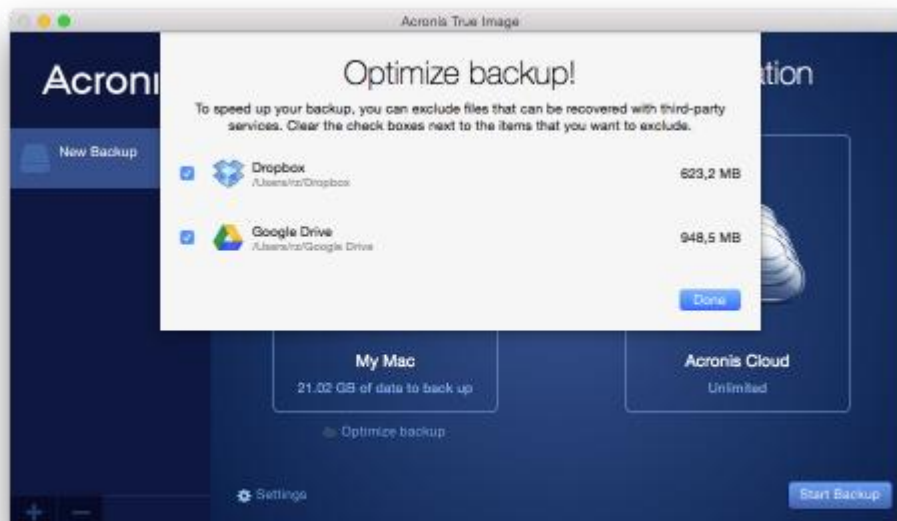 Acronis True Image
Acroni
ation
Optimize backup!
To speed up your backup, you can exclude files that can be recovered with third-party
services. Clear the check boxes next to the items that you want to exclude.
New Backup
Dropbox
/Users/rz/Dropbox
623,2 MB
Google Drive
/Users/rz/Google Drive
948,5 MB
Done
My Mac
21.02 GB of data to back up
Acronis Cloud
Unlimited
Optimize backup
Settings
Start Backup